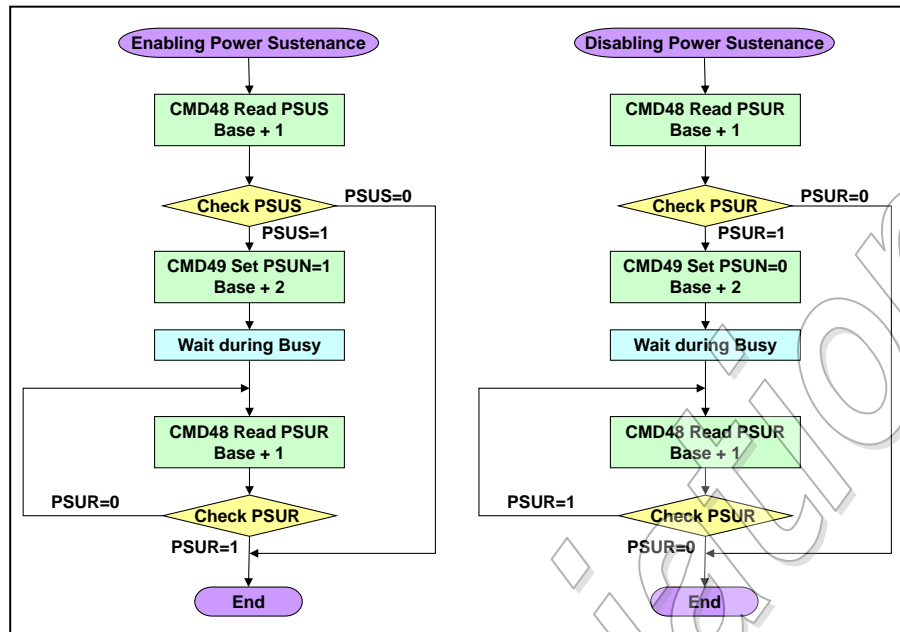 Enabling Power Sustenance
CMD48 Read PSUS
Base + 1
Check PSUS
PSUS=0
PSUS=1
CMD49 Set PSUN=1
Base + 2
Wait during Busy
CMD48 Read PSUR
Base + 1
PSUR=0
Check PSUR
PSUR=1
End
Disabling Power Sustenance
CMD48 Read PSUR
Base + 1
Check PSUR
PSUR=0
PSUR=1
CMD49 Set PSUN=0
Base + 2
Wait during Busy
CMD48 Read PSUR
Base + 1
PSUR=1
Check PSUR
PSUR=0
End
iation